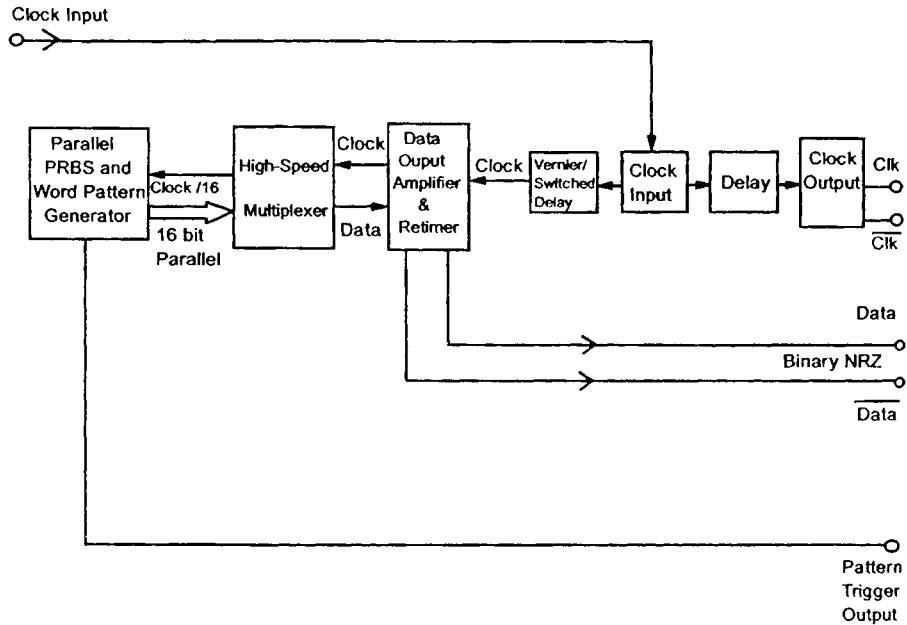 Clock Input
Parallel
PRBS and
Word Pattern
Generator
Clock /16
16 bit
Parallel
High-Speed
Multiplexer
Clock
Data
Data
Ouput
Amplifier
&
Retimer
Clock
Vernier/
Switched
Delay
Clock
Input
Delay
Clock
Output
Clk
Clk
Data
Binary NRZ
Data
Pattern
Trigger
Output